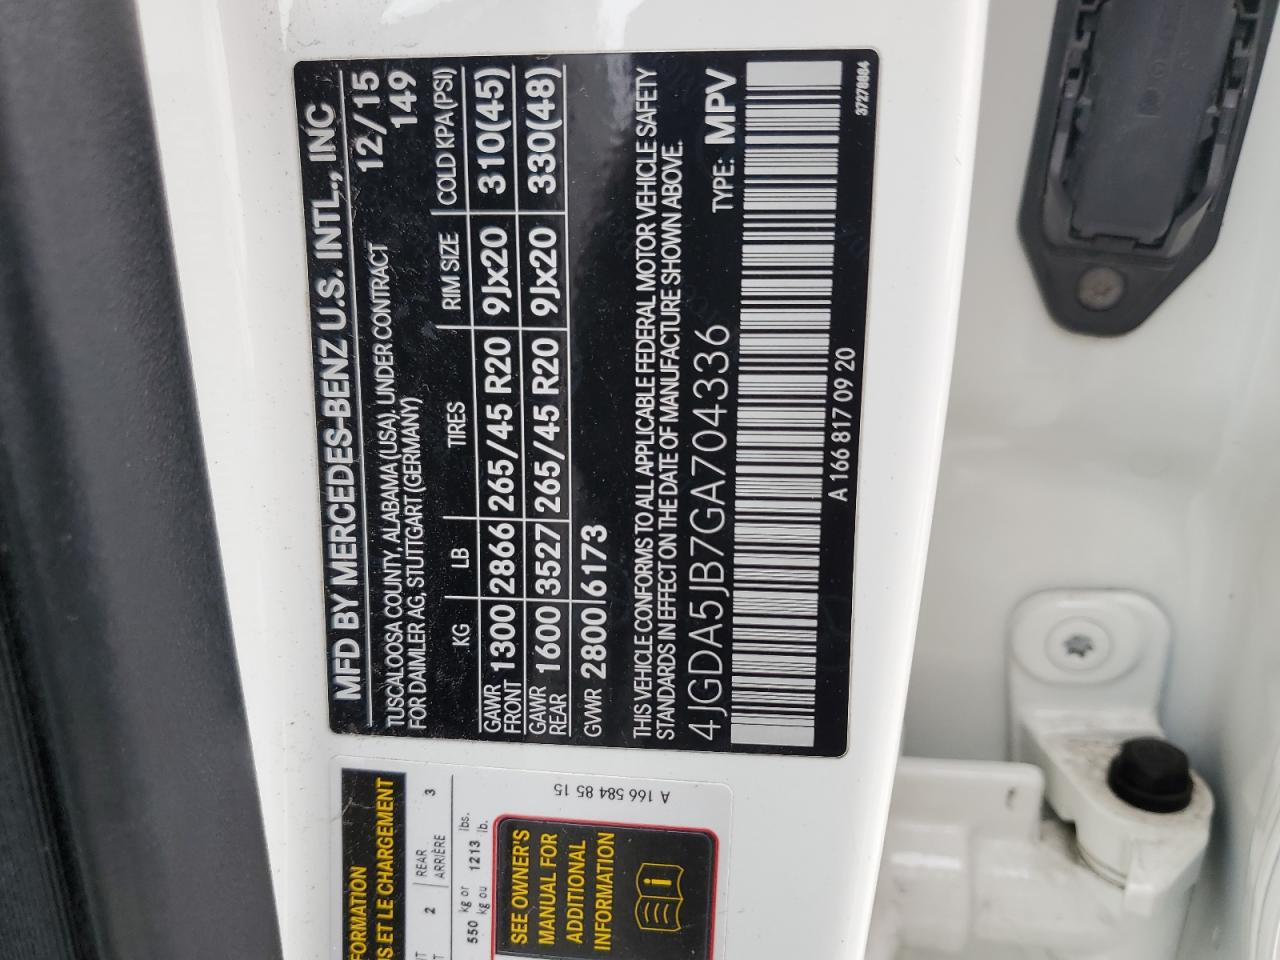 MFD BY MERCEDES-BENZ U.S. INTL., INC
TUSCALOOSA COUNTY, ALABAMA (USA). UNDER CONTRACT 12/15
FOR DAIMLER AG, STUTTGART (GERMANY) 149
KG LB TIRES RIM SIZE COLD KPA (PSI)
GAWR FRONT 1300 2866 265/45 R20 9Jx20 310(45)
GAWR REAR 1600 3527 265/45 R20 9Jx20 330(48)
GVWR 2800 6173
THIS VEHICLE CONFORMS TO ALL APPLICABLE FEDERAL MOTOR VEHICLE SAFETY
STANDARDS IN EFFECT ON THE DATE OF MANUFACTURE SHOWN ABOVE.
4JGDA5JB7GA704336 TYPE: MPV
A 166 817 09 20
37278684
ET LE CHARGEMENT
2 REAR 3
ARRIÈRE
550 kg or 1213 lbs.
kg ou lb.
SEE OWNER'S
MANUAL FOR
ADDITIONAL
INFORMATION
A 166 584 85 15